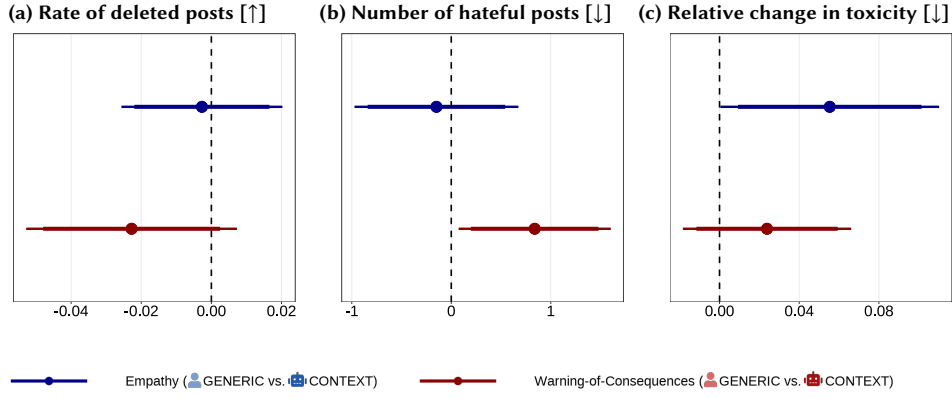 (a) Rate of deleted posts [↑]
(b) Number of hateful posts [↓]
(c) Relative change in toxicity [↓]
-0.04 -0.02 0.00 0.02
-1 0 1
0.00 0.04 0.08
Empathy (GENERIC vs. CONTEXT)
Warning-of-Consequences (GENERIC vs. CONTEXT)